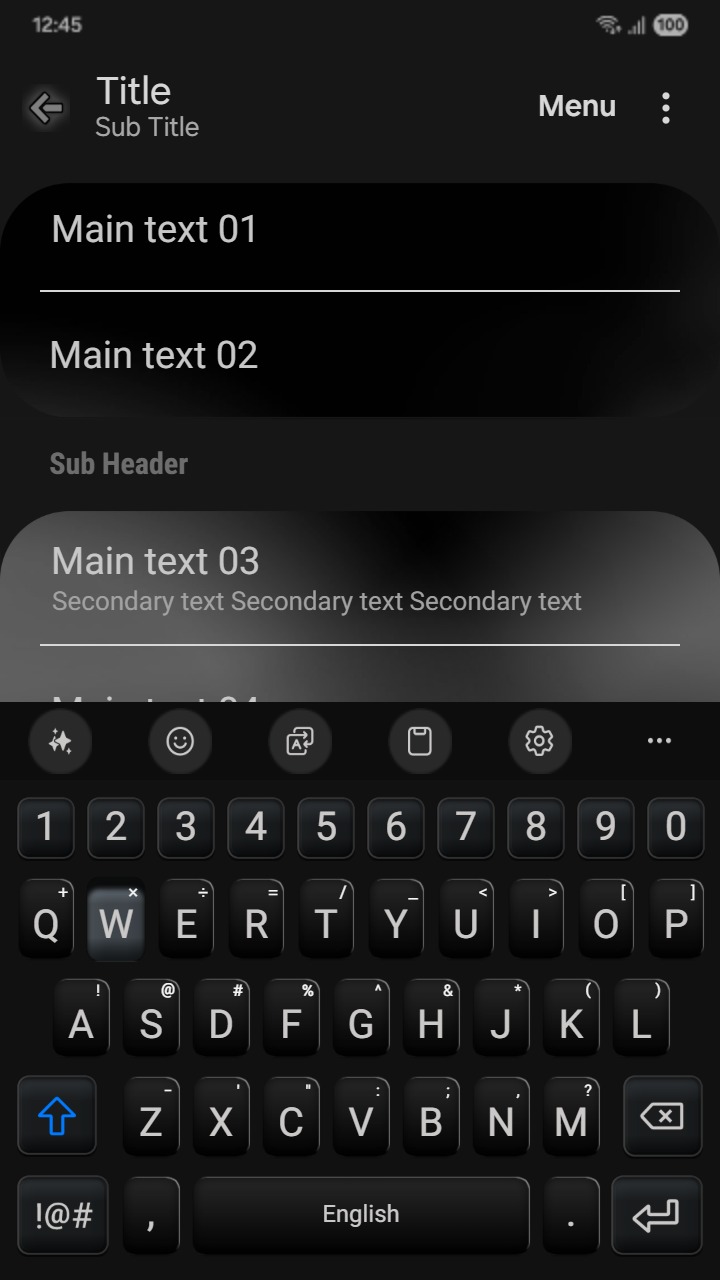 12:45
100
Title
Sub Title
Menu
Main text 01
Main text 02
Sub Header
Main text 03
Secondary text Secondary text Secondary text
1 2 3 4 5 6 7 8 9 0
+ × ÷ = / _ < > [ ]
Q W E R T Y U I O P
! @ # % ^ & * ( )
A S D F G H J K L
- ' " : ; , ?
Z X C V B N M
!@# , English .